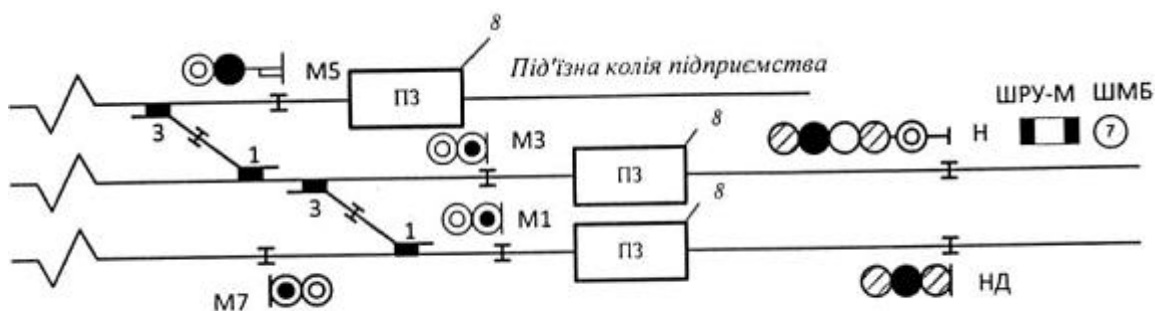 8
М5
ПЗ
Під'їзна колія підприємства
ШРУ-М
ШМБ
3
8
М3
Н
7
1
ПЗ
8
3
1
М1
ПЗ
М7
НД